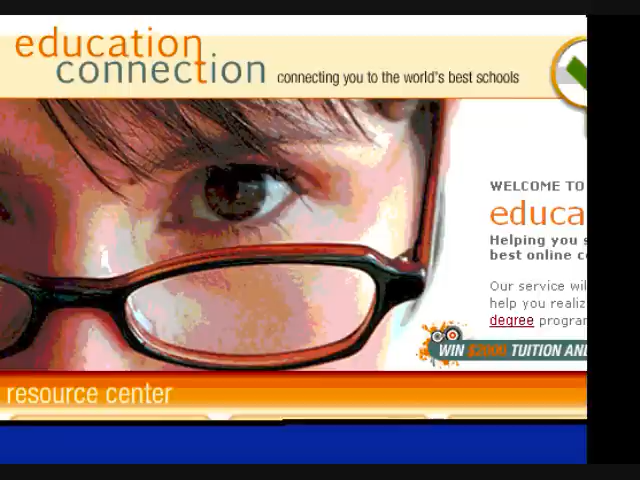 education
connection connecting you to the world's best schools
WELCOME TO
educa
Helping you s
best online c
Our service wil
help you realiz
degree program
WIN $2000 TUITION AND
resource center